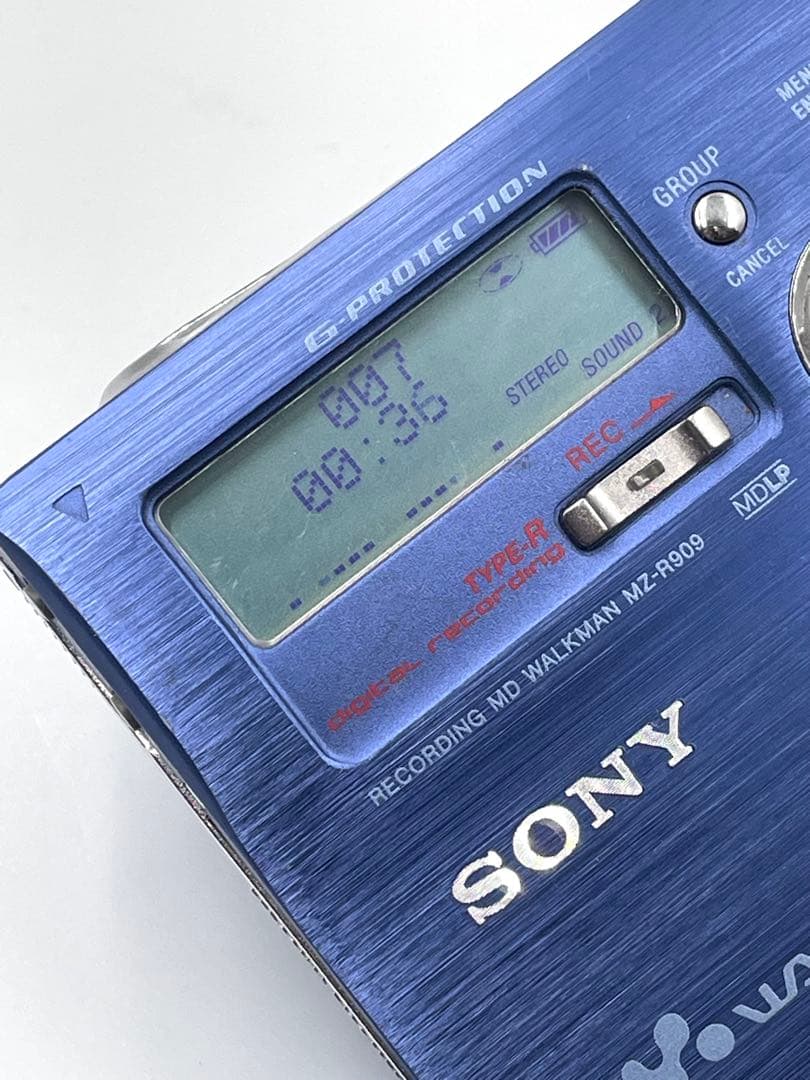 G-PROTECTION
GROUP
CANCEL
007
00:36
STEREO SOUND 2
REC
TYPE-R
digital recording
MDLP
RECORDING MD WALKMAN MZ-R909
SONY